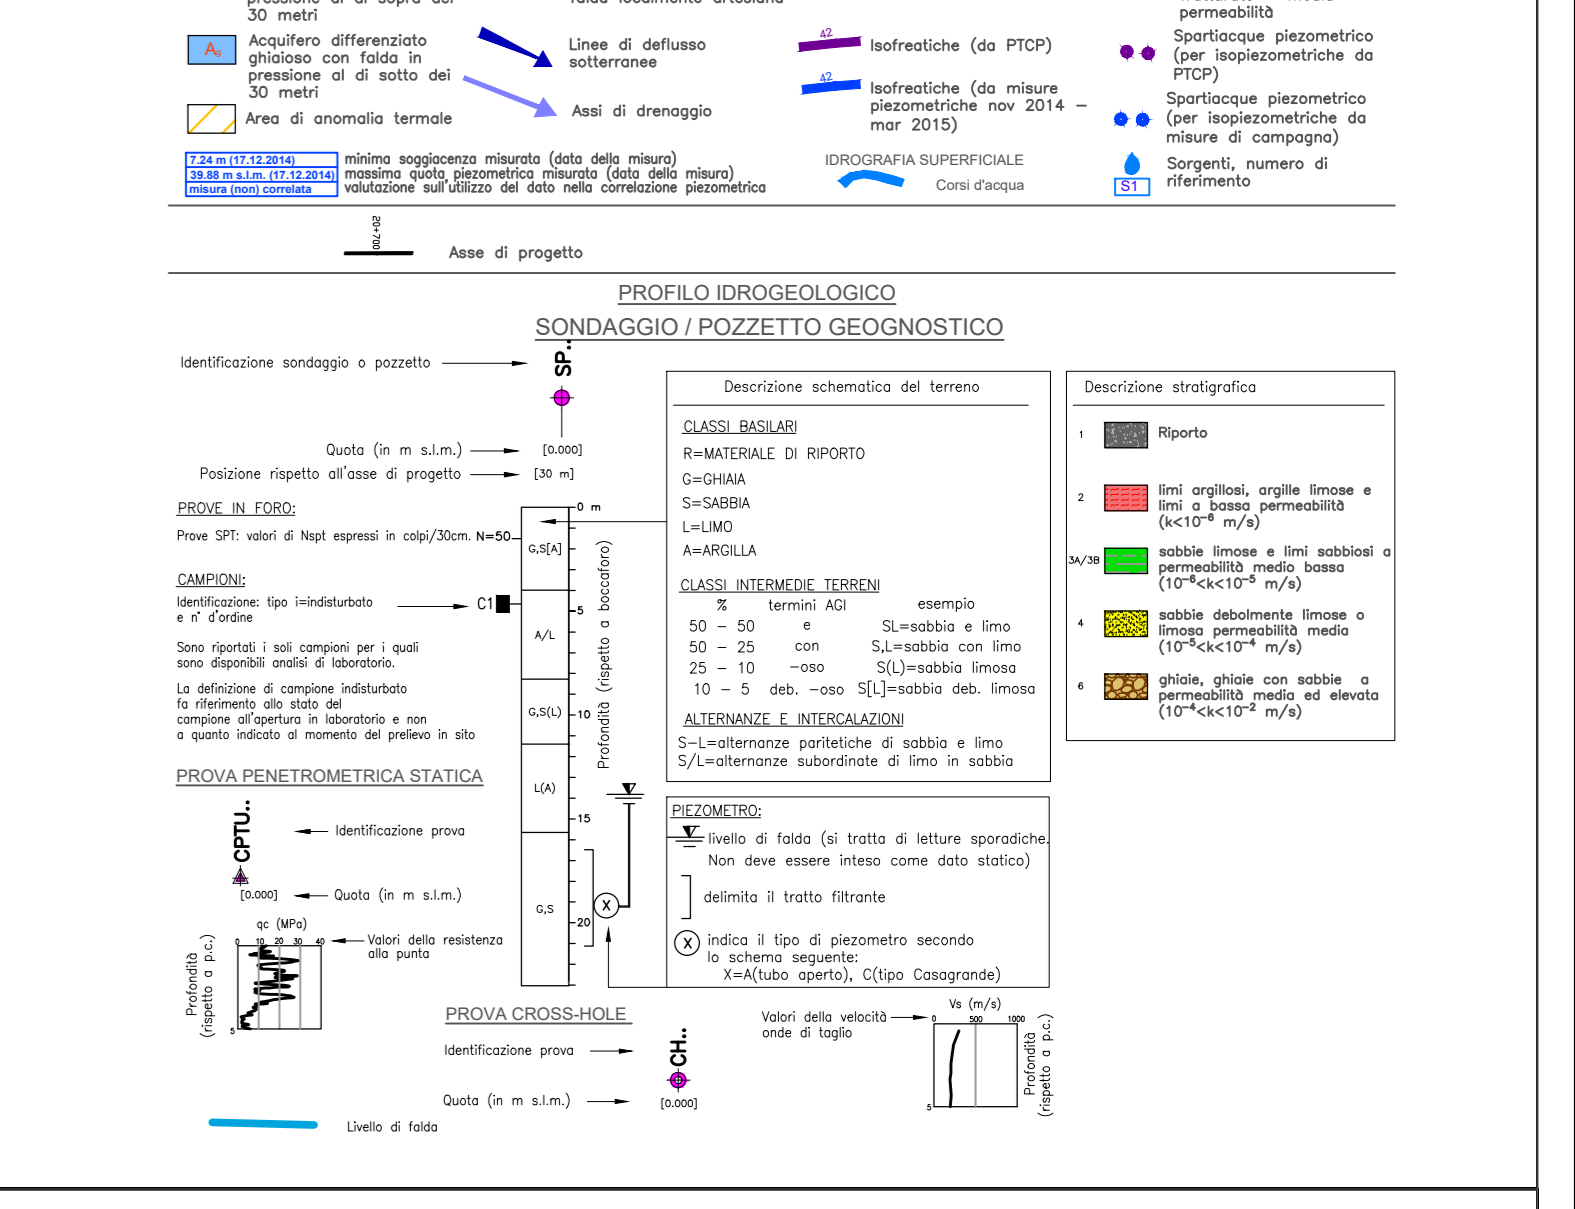 pressione al di sopra dei
30 metri
falda localmente artesiana
permeabilità
A
Acquifero differenziato
ghiaioso con falda in
pressione al di sotto dei
30 metri
Area di anomalia termale
Linee di deflusso
sotterranee
Assi di drenaggio
42
Isofreatiche (da PTCP)
42
Isofreatiche (da misure
piezometriche nov 2014 –
mar 2015)
Spartiacque piezometrico
(per isopiezometriche da
PTCP)
Spartiacque piezometrico
(per isopiezometriche da
misure di campagna)
7.24 m (17.12.2014)
39.88 m s.l.m. (17.12.2014)
misura (non) correlata
minima soggiacenza misurata (data della misura)
massima quota piezometrica misurata (data della misura)
valutazione sull'utilizzo del dato nella correlazione piezometrica
IDROGRAFIA SUPERFICIALE
Corsi d'acqua
S1
Sorgenti, numero di
riferimento
20+700
Asse di progetto
PROFILO IDROGEOLOGICO
SONDAGGIO / POZZETTO GEOGNOSTICO
Identificazione sondaggio o pozzetto
SP..
Quota (in m s.l.m.)
[0.000]
Posizione rispetto all'asse di progetto
[30 m]
PROVE IN FORO:
Prove SPT: valori di Nspt espressi in colpi/30cm.
N=50
CAMPIONI:
Identificazione: tipo i=indisturbato
e n° d'ordine
C1
Sono riportati i soli campioni per i quali
sono disponibili analisi di laboratorio.
La definizione di campione indisturbato
fa riferimento allo stato del
campione all'apertura in laboratorio e non
a quanto indicato al momento del prelievo in sito
0 m
5
10
15
20
G,S[A]
A/L
G,S(L)
L(A)
G,S
Profondità (rispetto a boccaforo)
X
Descrizione schematica del terreno
CLASSI BASILARI
R=MATERIALE DI RIPORTO
G=GHIAIA
S=SABBIA
L=LIMO
A=ARGILLA
CLASSI INTERMEDIE TERRENI
% termini AGI esempio
50 – 50 e SL=sabbia e limo
50 – 25 con S,L=sabbia con limo
25 – 10 –oso S(L)=sabbia limosa
10 – 5 deb. –oso S[L]=sabbia deb. limosa
ALTERNANZE E INTERCALAZIONI
S–L=alternanze paritetiche di sabbia e limo
S/L=alternanze subordinate di limo in sabbia
Descrizione stratigrafica
1 Riporto
2 limi argillosi, argille limose e
limi a bassa permeabilità
(k<10⁻⁶ m/s)
3A/3B sabbie limose e limi sabbiosi a
permeabilità medio bassa
(10⁻⁶<k<10⁻⁵ m/s)
4 sabbie debolmente limose o
limosa permeabilità media
(10⁻⁵<k<10⁻⁴ m/s)
6 ghiaie, ghiaie con sabbie a
permeabilità media ed elevata
(10⁻⁴<k<10⁻² m/s)
PIEZOMETRO:
livello di falda (si tratta di letture sporadiche.
Non deve essere inteso come dato statico)
delimita il tratto filtrante
X
indica il tipo di piezometro secondo
lo schema seguente:
X=A(tubo aperto), C(tipo Casagrande)
PROVA PENETROMETRICA STATICA
CPTU..
Identificazione prova
[0.000]
Quota (in m s.l.m.)
qc (MPa)
0 10 20 30 40
Valori della resistenza
alla punta
Profondità
(rispetto a p.c.)
5
PROVA CROSS-HOLE
Identificazione prova
CH..
Quota (in m s.l.m.)
[0.000]
Valori della velocità
onde di taglio
Vs (m/s)
0 500 1000
5
Profondità
(rispetto a p.c.)
Livello di falda